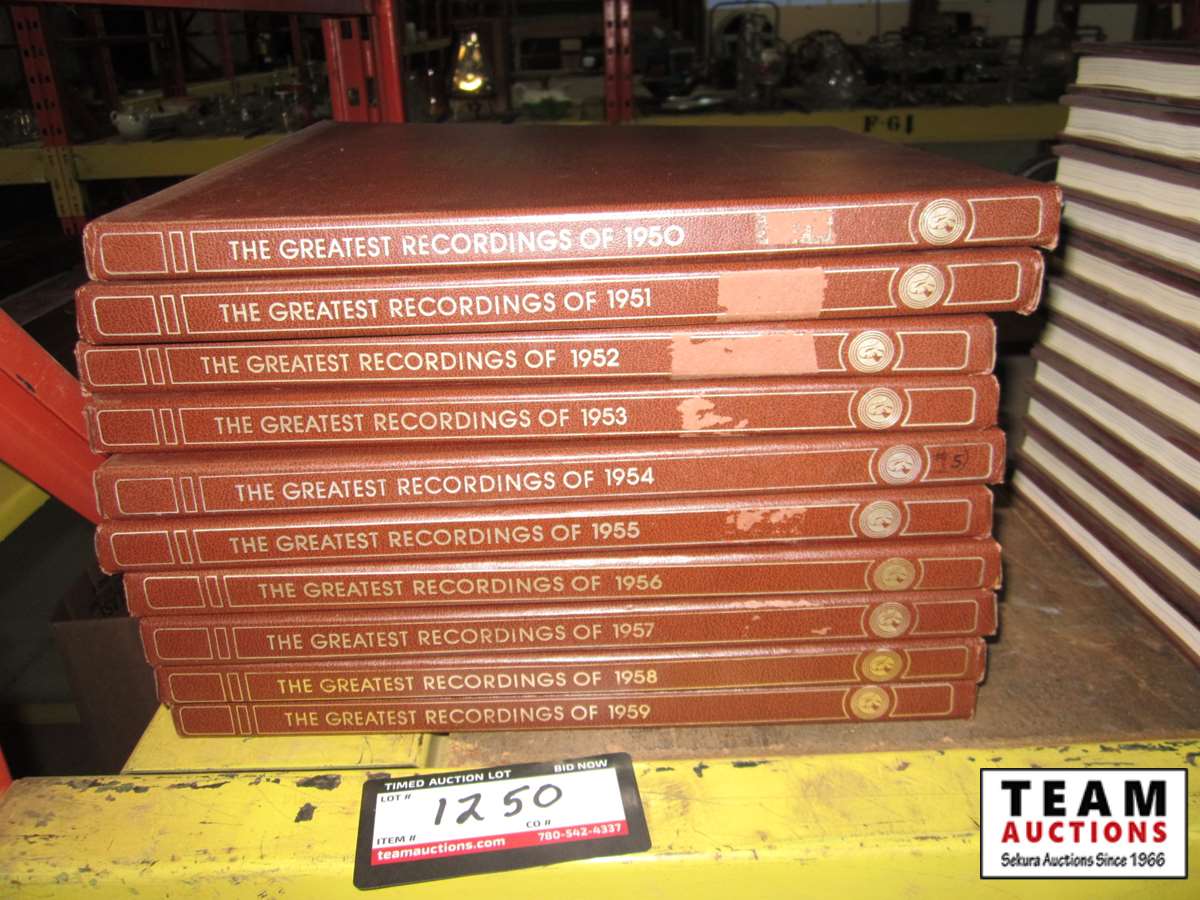 F-61
THE GREATEST RECORDINGS OF 1950
THE GREATEST RECORDINGS OF 1951
THE GREATEST RECORDINGS OF 1952
THE GREATEST RECORDINGS OF 1953
THE GREATEST RECORDINGS OF 1954
THE GREATEST RECORDINGS OF 1955
THE GREATEST RECORDINGS OF 1956
THE GREATEST RECORDINGS OF 1957
THE GREATEST RECORDINGS OF 1958
THE GREATEST RECORDINGS OF 1959
TIMED AUCTION LOT BID NOW
LOT # 1250
ITEM # CO #
teamauctions.com 780-542-4337
TEAM
AUCTIONS
Sekura Auctions Since 1966